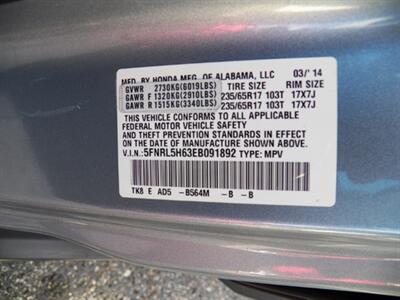 MFD. BY HONDA MFG. OF ALABAMA, LLC 03/'14
GVWR 2730KG(6019LBS) TIRE SIZE RIM SIZE
GAWR F 1320KG(2910LBS) 235/65R17 103T 17X7J
GAWR R 1515KG(3340LBS) 235/65R17 103T 17X7J
THIS VEHICLE CONFORMS TO ALL APPLICABLE
FEDERAL MOTOR VEHICLE SAFETY
AND THEFT PREVENTION STANDARDS IN EFFECT ON
THE DATE OF MANUFACTURE SHOWN ABOVE.
V.I.N.: 5FNRL5H63EB091892 TYPE: MPV
TK8 E AD5 -B564M -B -B